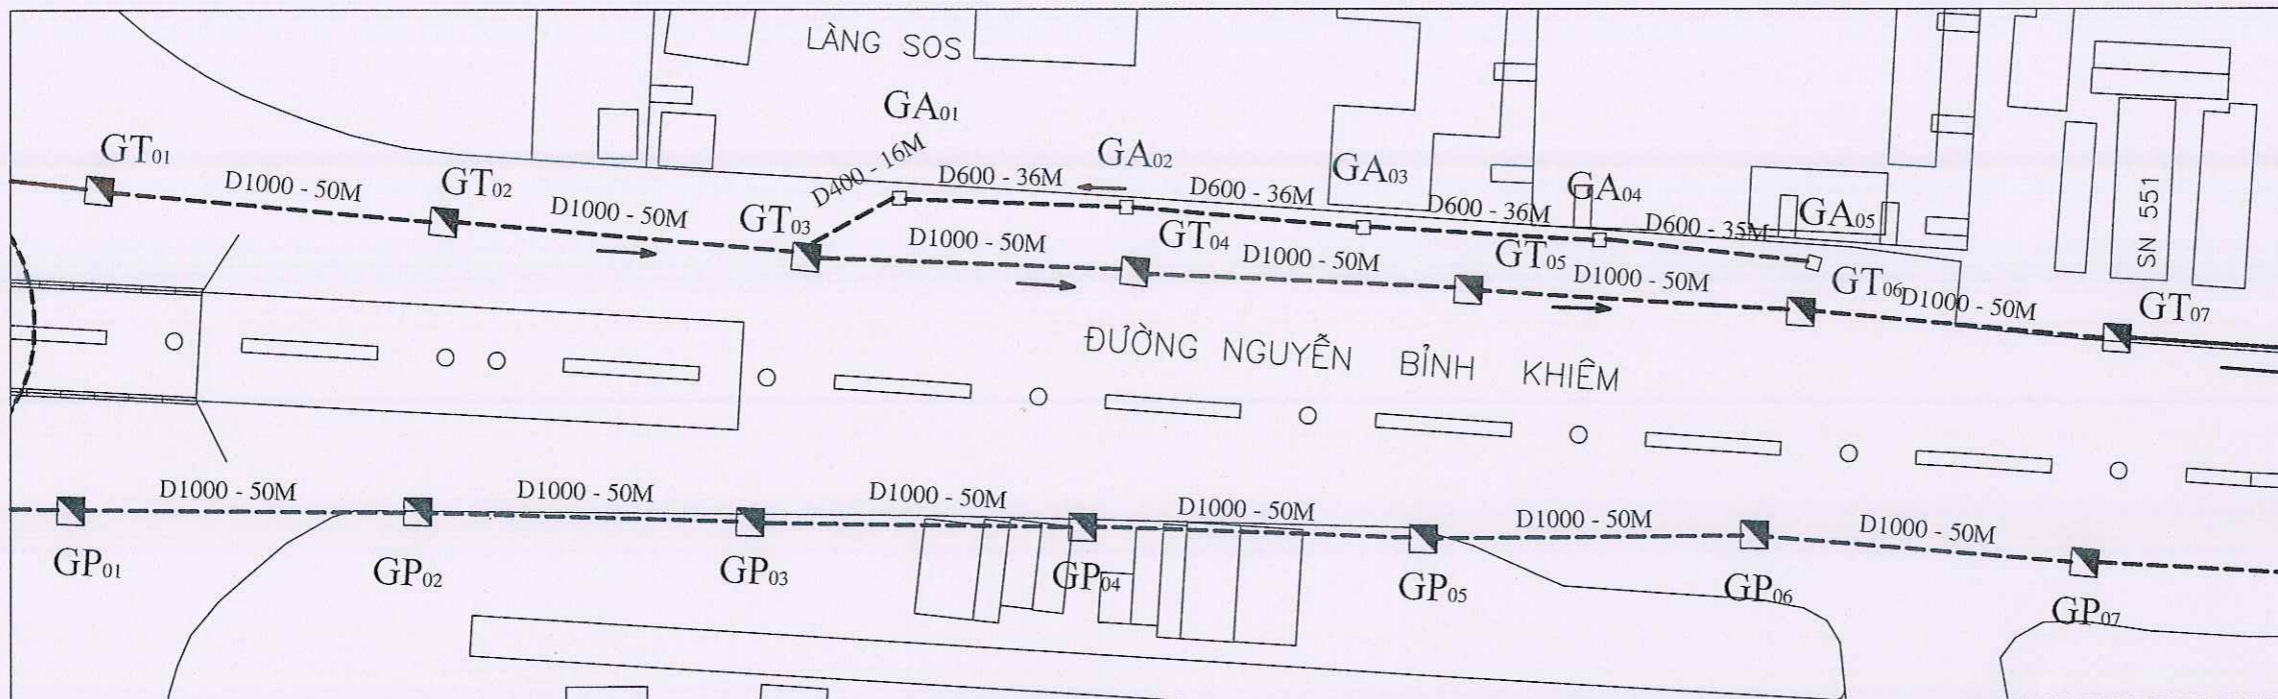 LÀNG SOS
GA01
GT01
D1000 - 50M
GT02
D1000 - 50M
GT03
D400 - 16M
D600 - 36M
GA02
D600 - 36M
GA03
D600 - 36M
GA04
D600 - 35M
GA05
SN 551
D1000 - 50M
GT04
D1000 - 50M
GT05
D1000 - 50M
GT06
D1000 - 50M
GT07
ĐƯỜNG NGUYỄN BỈNH KHIÊM
D1000 - 50M
D1000 - 50M
D1000 - 50M
D1000 - 50M
D1000 - 50M
D1000 - 50M
GP01
GP02
GP03
GP04
GP05
GP06
GP07